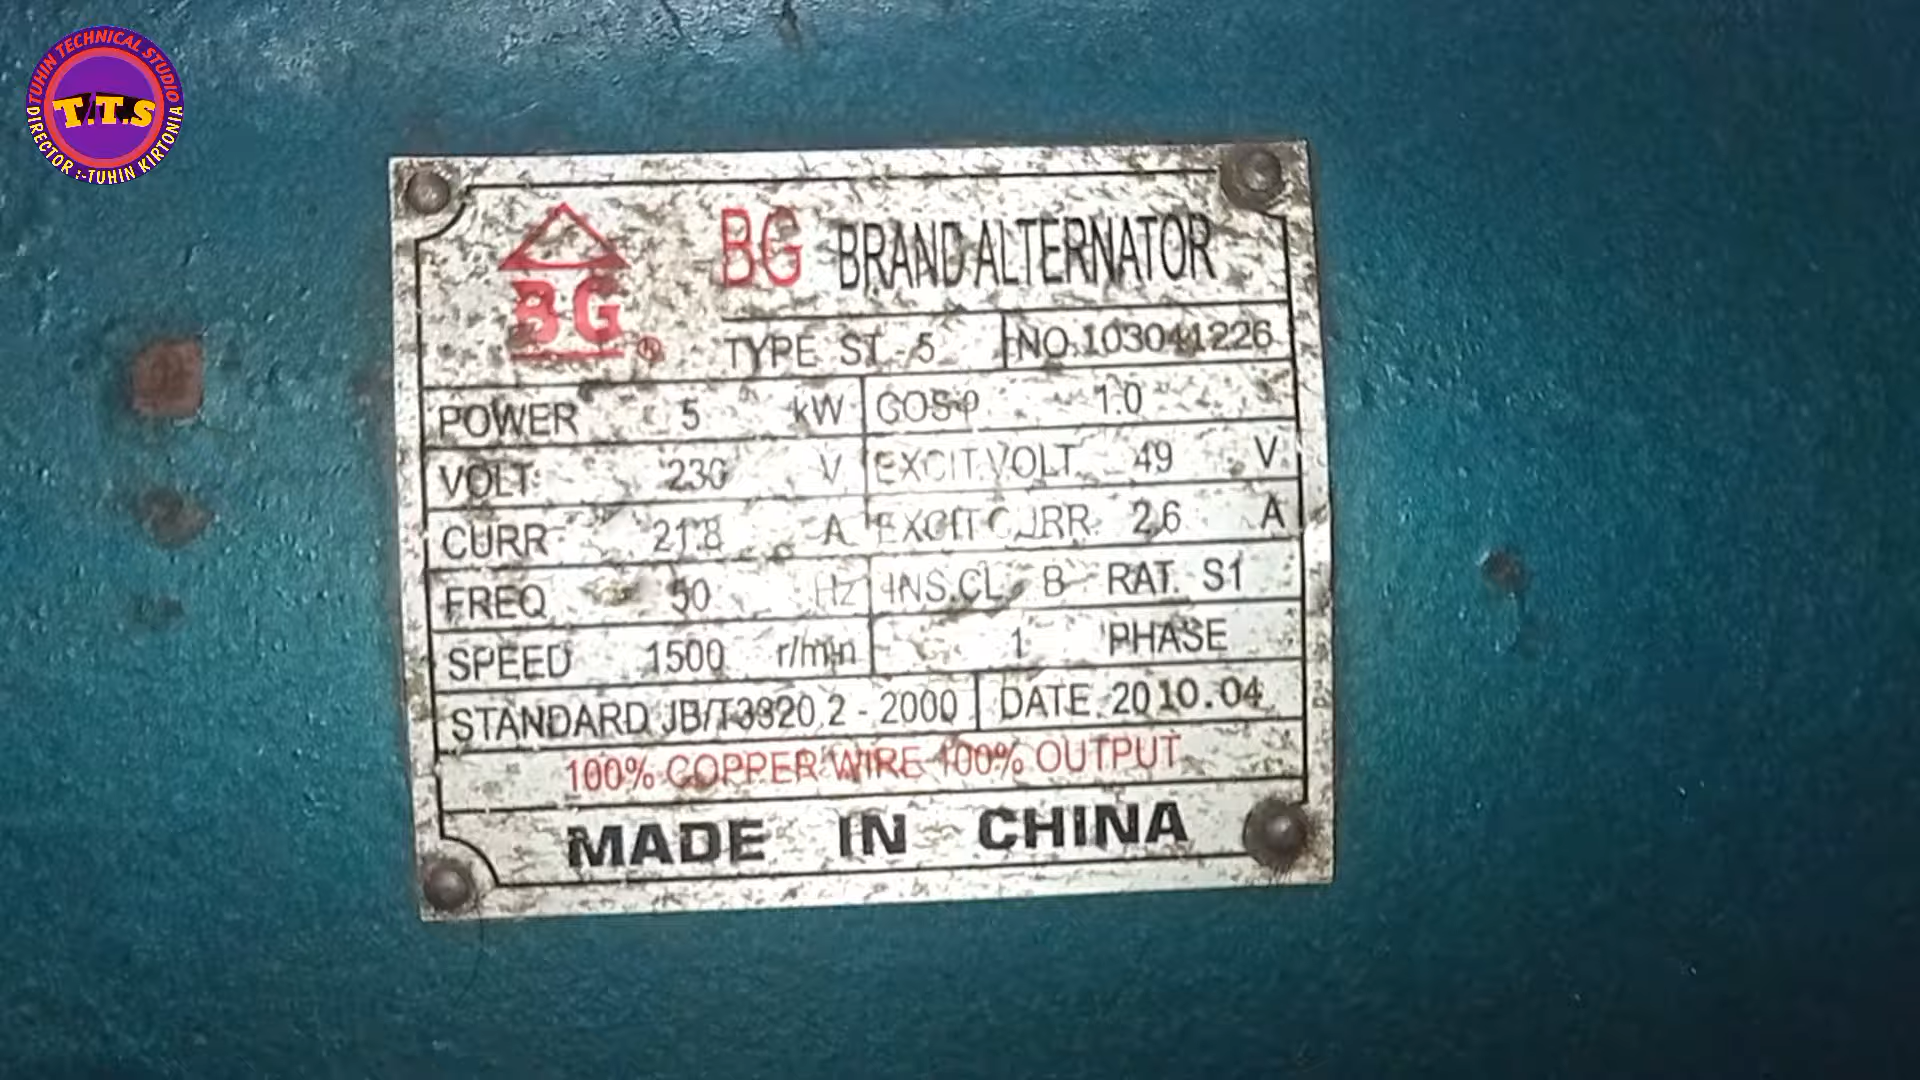 TUHIN TECHNICAL STUDIO
T.T.S
DIRECTOR :-TUHIN KIRTONIA
BG BRAND ALTERNATOR
BG ®
TYPE ST-5 NO.103041226
POWER 5 kW COSφ 1.0
VOLT. 230 V EXCIT.VOLT. 49 V
CURR. 21.8 A EXCIT.CURR. 2.6 A
FREQ. 50 Hz INS.CL. B RAT. S1
SPEED 1500 r/min 1 PHASE
STANDARD JB/T3320.2-2000 DATE. 2010.04
100% COPPER WIRE 100% OUTPUT
MADE IN CHINA